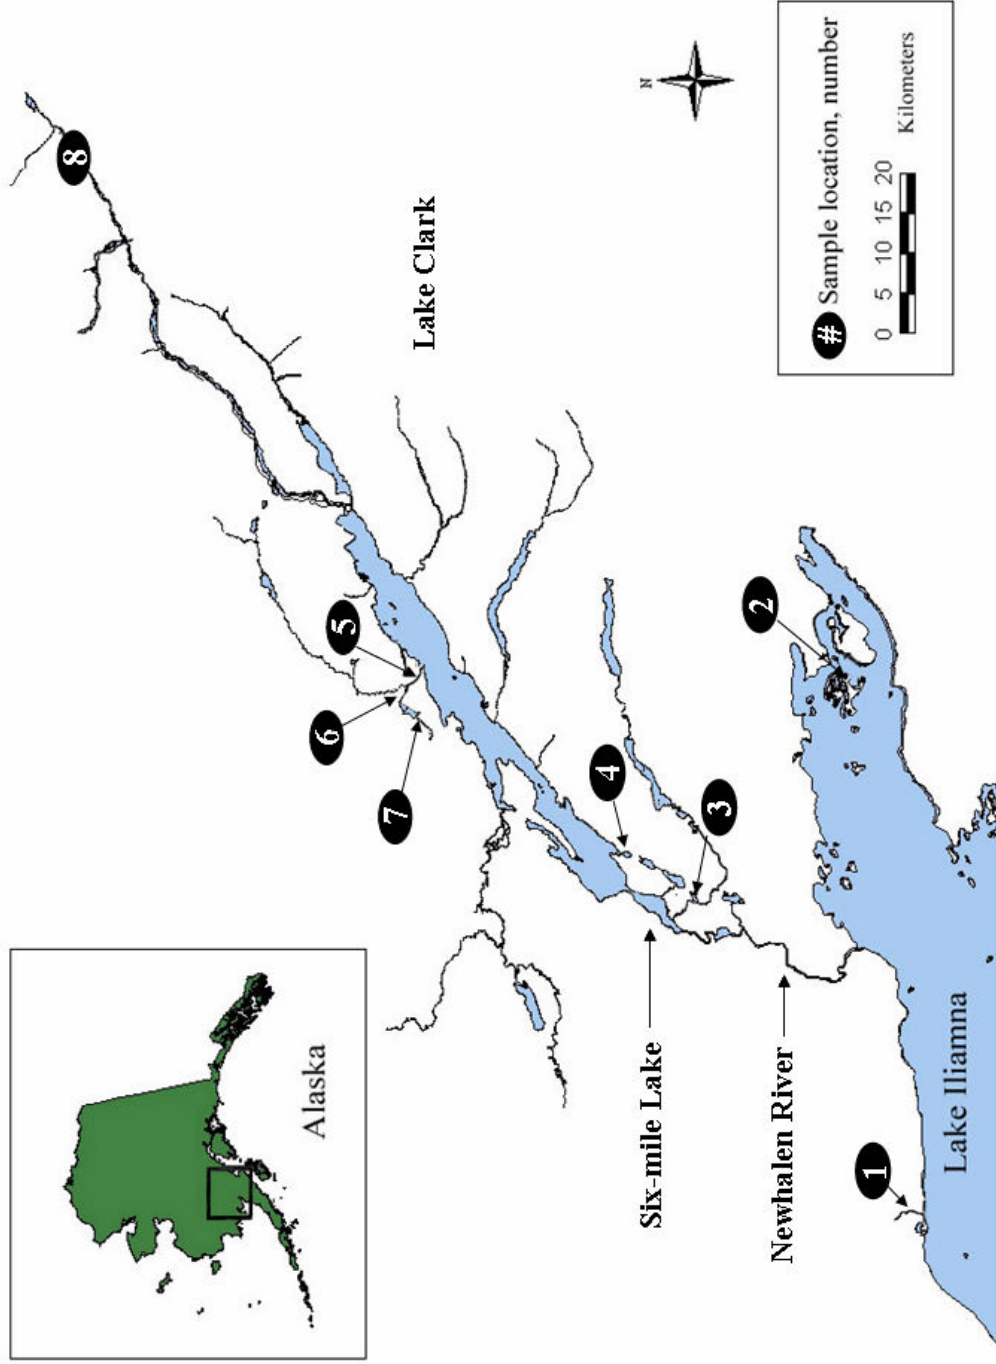 Alaska
8
N
Lake Clark
5
6
7
4
3
2
Six-mile Lake
Newhalen River
1
Lake Iliamna
# Sample location, number
0 5 10 15 20
Kilometers